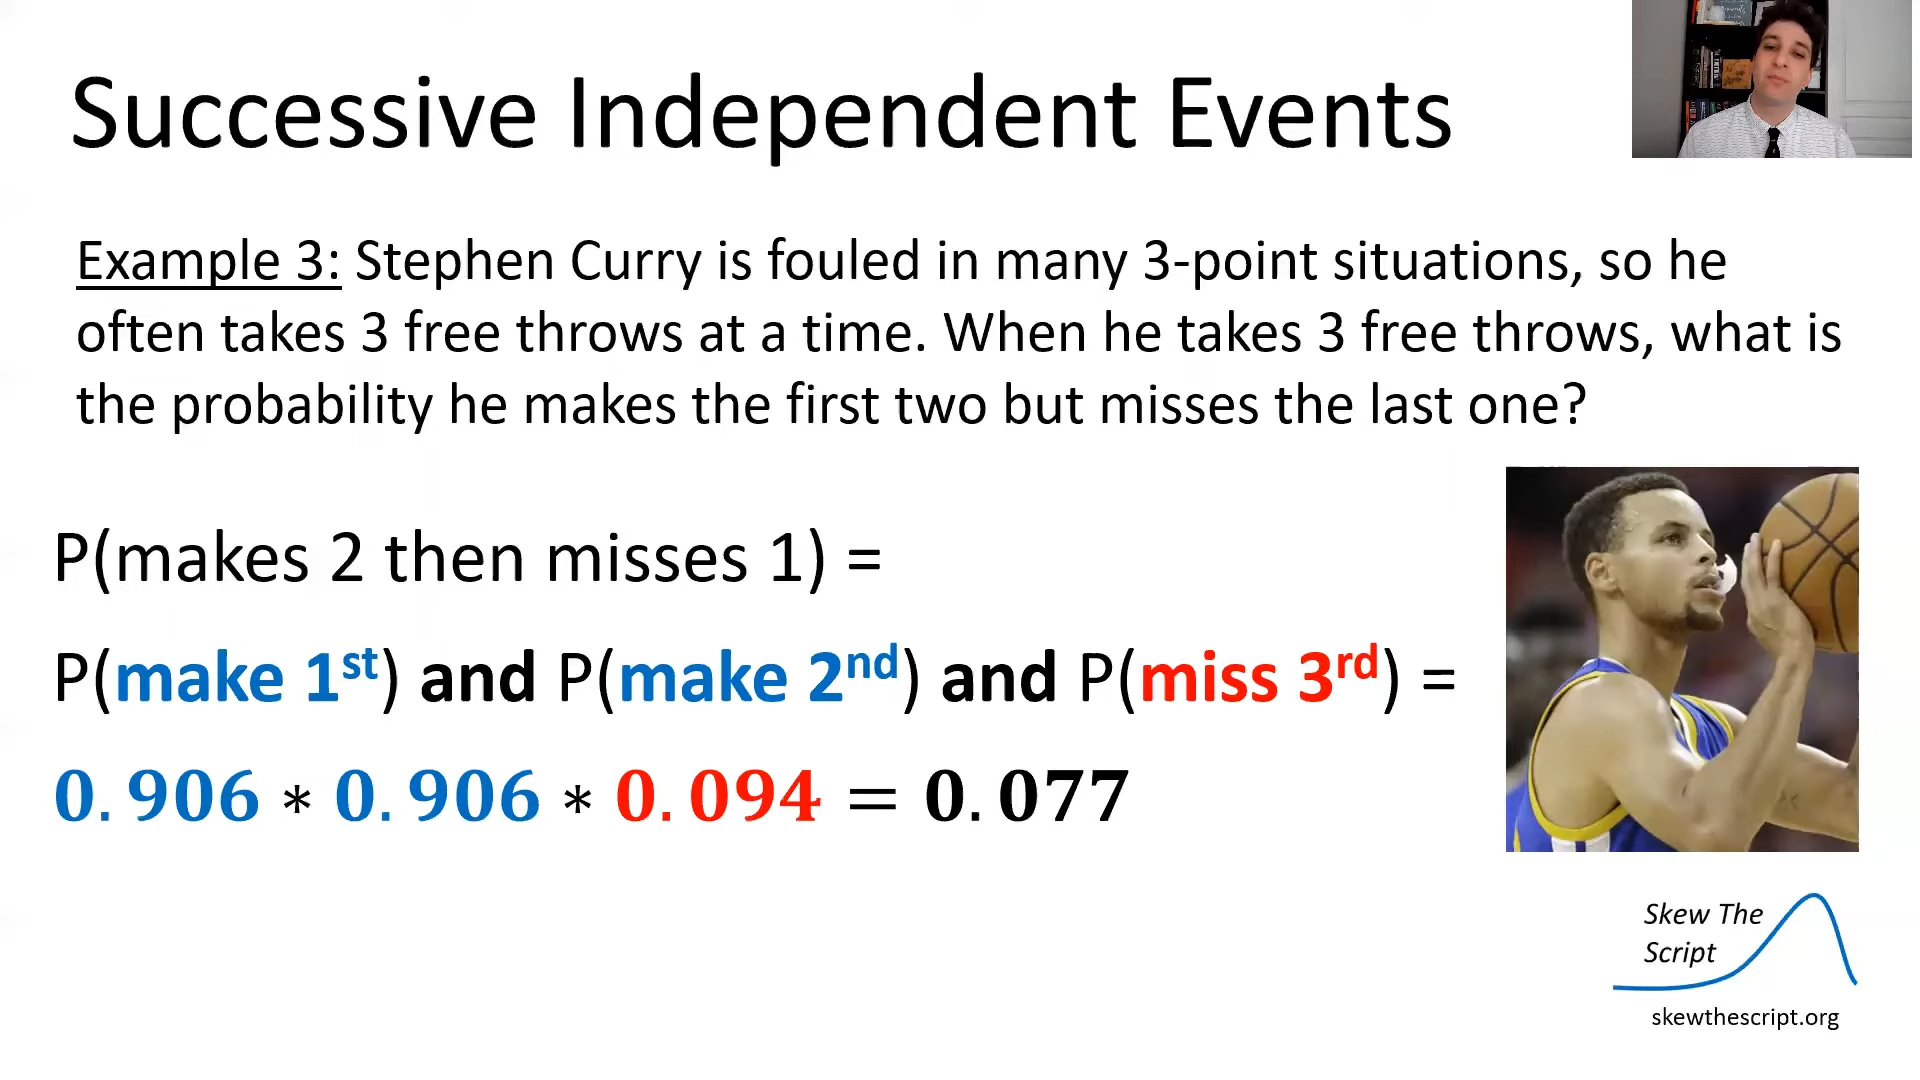 Successive Independent Events
Example 3: Stephen Curry is fouled in many 3-point situations, so he
often takes 3 free throws at a time. When he takes 3 free throws, what is
the probability he makes the first two but misses the last one?
P(makes 2 then misses 1) =
P(make 1st) and P(make 2nd) and P(miss 3rd) =
0.906 * 0.906 * 0.094 = 0.077
Skew The
Script
skewthescript.org